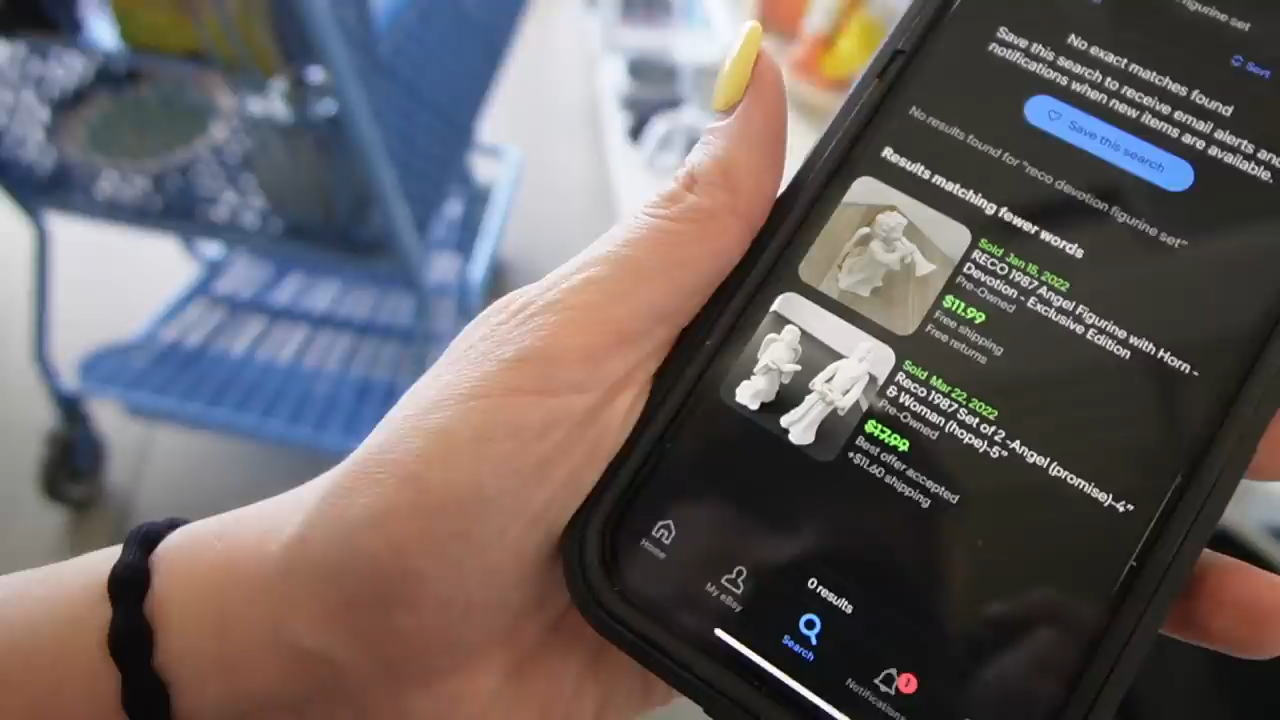 figurine set
Sort
No exact matches found
Save this search to receive email alerts and
notifications when new items are available.
Save this search
No results found for "reco devotion figurine set"
Results matching fewer words
Sold Jan 15, 2022
RECO 1987 Angel Figurine with Horn -
Devotion - Exclusive Edition
Pre-Owned
$11.99
Free shipping
Free returns
Sold Mar 22, 2022
Reco 1987 Set of 2 -Angel (promise)-4"
& Woman (hope)-5"
Pre-Owned
$17.99
Best offer accepted
+$11.60 shipping
0 results
Home
My eBay
Search
Notifications
1